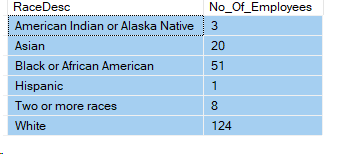 RaceDesc No_Of_Employees
American Indian or Alaska Native 3
Asian 20
Black or African American 51
Hispanic 1
Two or more races 8
White 124